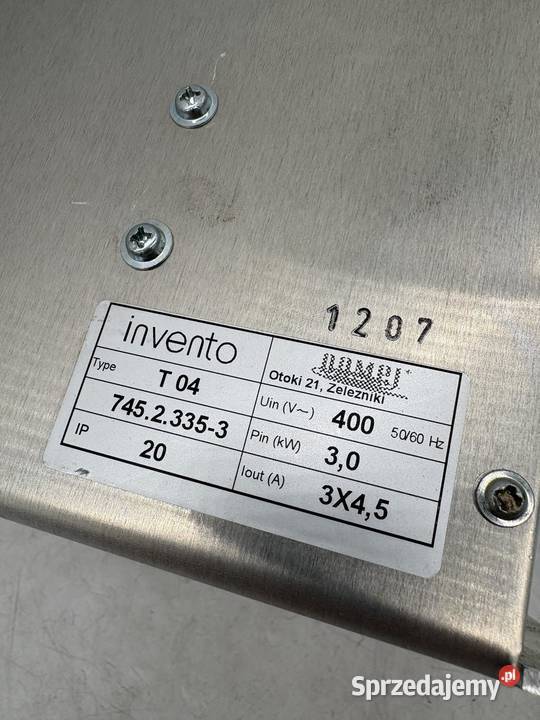 1207
invento
Otoki 21, Zelezniki
Type
T 04
745.2.335-3
IP
20
Uin (V~) 400 50/60 Hz
Pin (kW) 3,0
Iout (A) 3X4,5
Sprzedajemy.pl